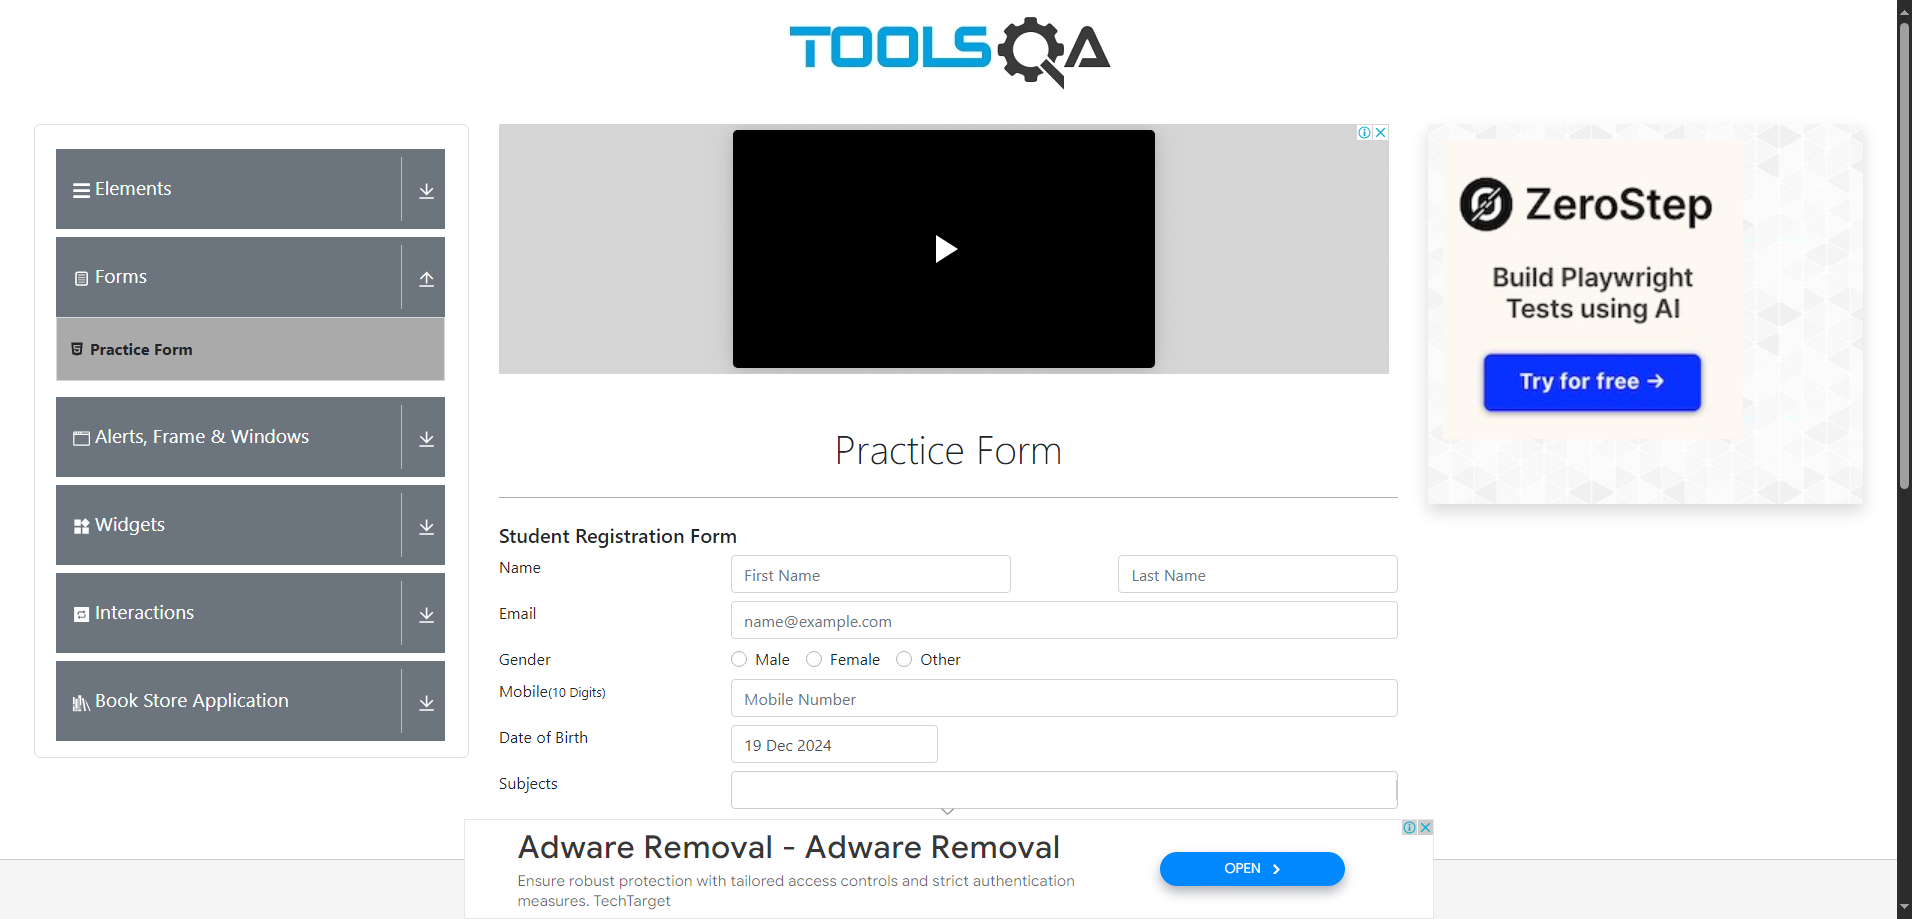 TOOLSQA
Elements
Forms
Practice Form
Alerts, Frame & Windows
Widgets
Interactions
Book Store Application
Practice Form
Student Registration Form
Name
First Name
Last Name
Email
name@example.com
Gender
Male
Female
Other
Mobile(10 Digits)
Mobile Number
Date of Birth
19 Dec 2024
Subjects
ZeroStep
Build Playwright
Tests using AI
Try for free →
Adware Removal - Adware Removal
Ensure robust protection with tailored access controls and strict authentication
measures. TechTarget
OPEN